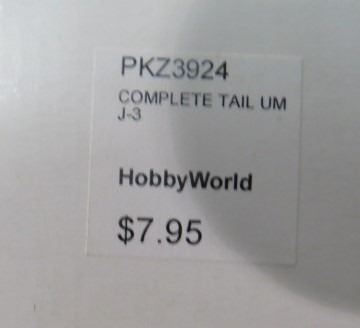 PKZ3924
COMPLETE TAIL UM
J-3
HobbyWorld
$7.95